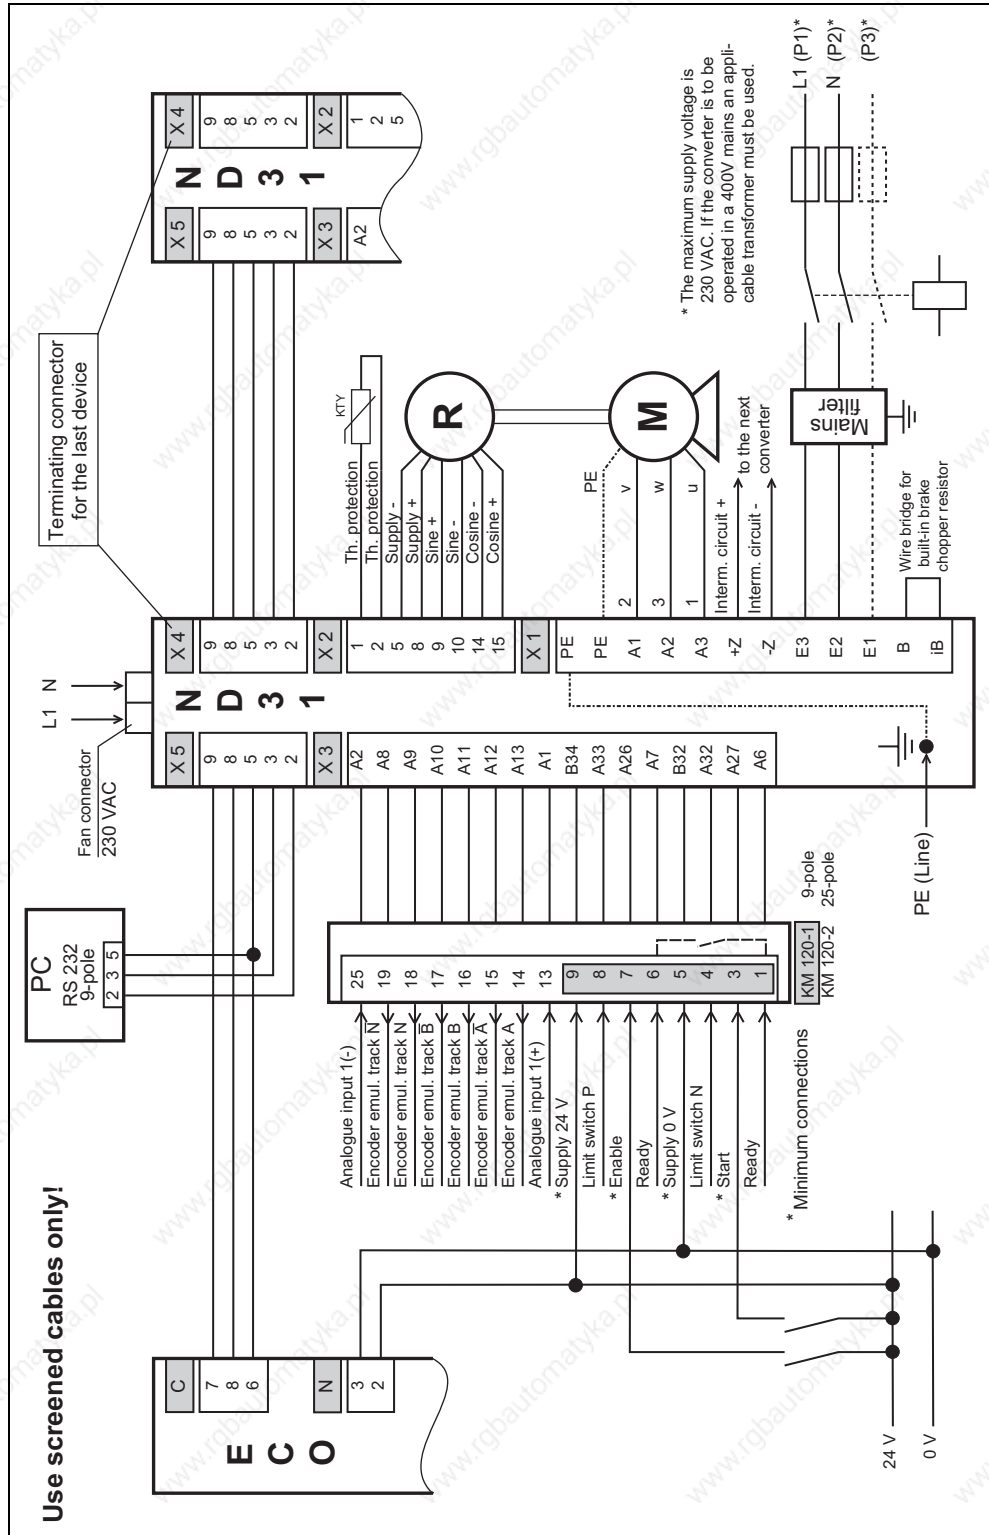 Use screened cables only!
PC
RS 232
9-pole
2 3 5
Fan connector
230 VAC
L1 N
Terminating connector
for the last device
E C O
C
7
8
6
N
3
2
N D 3 1
X 5
9
8
5
3
2
X 4
9
8
5
3
2
X 3
A2
A8
A9
A10
A11
A12
A13
A1
B34
A33
A26
A7
B32
A32
A27
A6
X 2
1
2
5
8
9
10
14
15
X 1
PE
PE
A1
A2
A3
+Z
-Z
E3
E2
E1
B
iB
N D 3 1
X 5
9
8
5
3
2
X 4
9
8
5
3
2
X 3
A2
X 2
1
2
5
Analogue input 1(-)
Encoder emul. track N̅
Encoder emul. track N
Encoder emul. track B̅
Encoder emul. track B
Encoder emul. track A̅
Encoder emul. track A
Analogue input 1(+)
* Supply 24 V
Limit switch P
* Enable
Ready
* Supply 0 V
Limit switch N
* Start
Ready
* Minimum connections
25
19
18
17
16
15
14
13
9
8
7
6
5
4
3
1
KM 120-1 9-pole
KM 120-2 25-pole
PE (Line)
24 V
0 V
Th. protection
Th. protection
KTY
Supply -
Supply +
Sine +
Sine -
Cosine -
Cosine +
R
PE
2 v
3 w
1 u
M
Interm. circuit +
Interm. circuit -
to the next
converter
Mains
filter
Wire bridge for
built-in brake
chopper resistor
* The maximum supply voltage is
230 VAC. If the converter is to be
operated in a 400V mains an appli-
cable transformer must be used.
L1 (P1)*
N (P2)*
(P3)*
www.rgbautomatyka.pl